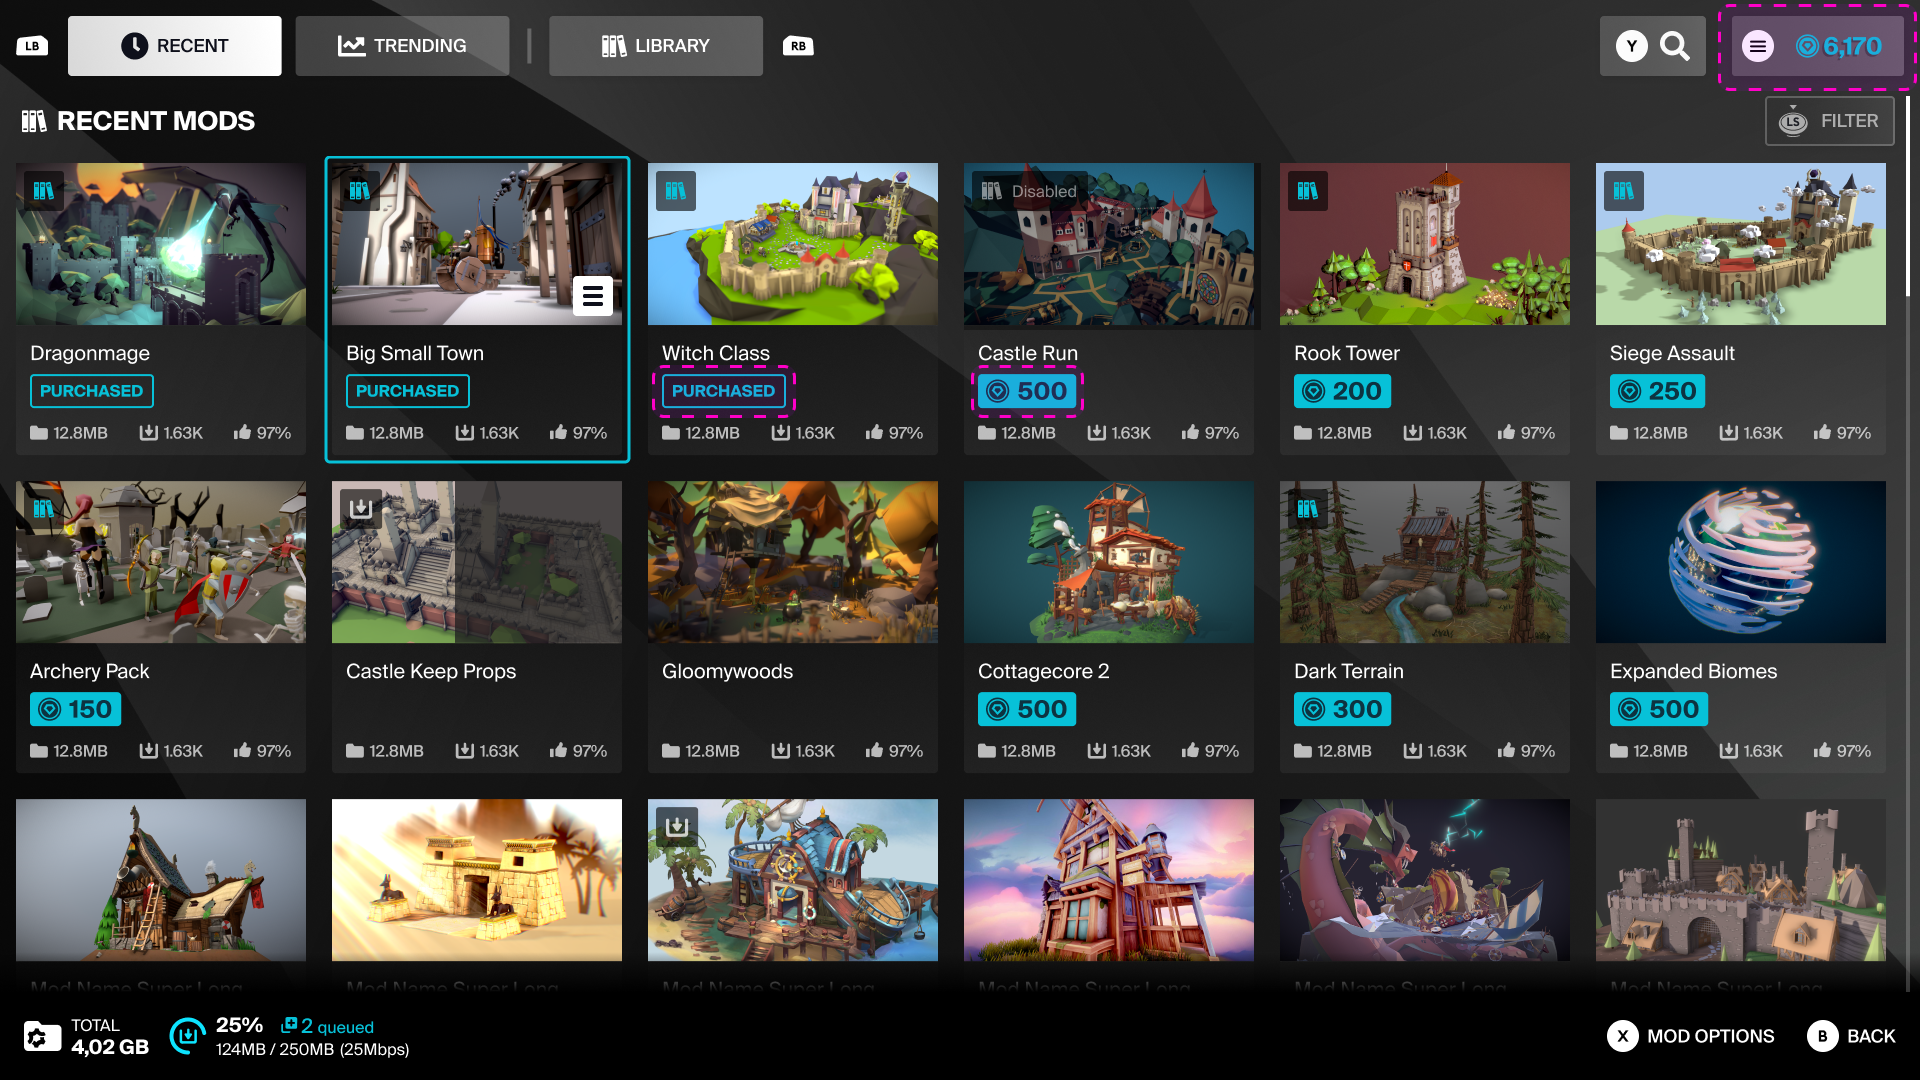 LB
RECENT
TRENDING
LIBRARY
RB
Y
6,170
RECENT MODS
LS
FILTER
Disabled
Dragonmage
Big Small Town
Witch Class
Castle Run
Rook Tower
Siege Assault
PURCHASED
PURCHASED
PURCHASED
500
200
250
12.8MB 1.63K 97%
12.8MB 1.63K 97%
12.8MB 1.63K 97%
12.8MB 1.63K 97%
12.8MB 1.63K 97%
12.8MB 1.63K 97%
Archery Pack
Castle Keep Props
Gloomywoods
Cottagecore 2
Dark Terrain
Expanded Biomes
150
500
300
500
12.8MB 1.63K 97%
12.8MB 1.63K 97%
12.8MB 1.63K 97%
12.8MB 1.63K 97%
12.8MB 1.63K 97%
12.8MB 1.63K 97%
Mod Name Super Long
Mod Name Super Long
Mod Name Super Long
Mod Name Super Long
Mod Name Super Long
Mod Name Super Long
TOTAL
4,02 GB
25%
2 queued
124MB / 250MB (25Mbps)
X
MOD OPTIONS
B
BACK